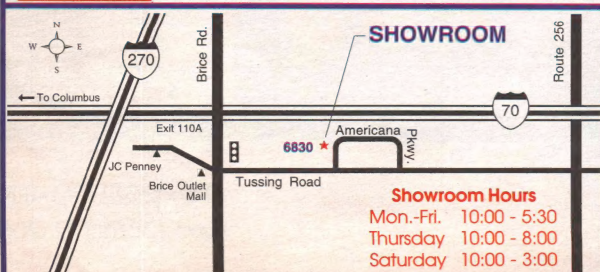 N
W E
S
270
Brice Rd.
SHOWROOM
Route 256
To Columbus
70
Exit 110A
6830
Americana
Pkwy.
JC Penney
Brice Outlet
Mall
Tussing Road
Showroom Hours
Mon.-Fri. 10:00 - 5:30
Thursday 10:00 - 8:00
Saturday 10:00 - 3:00